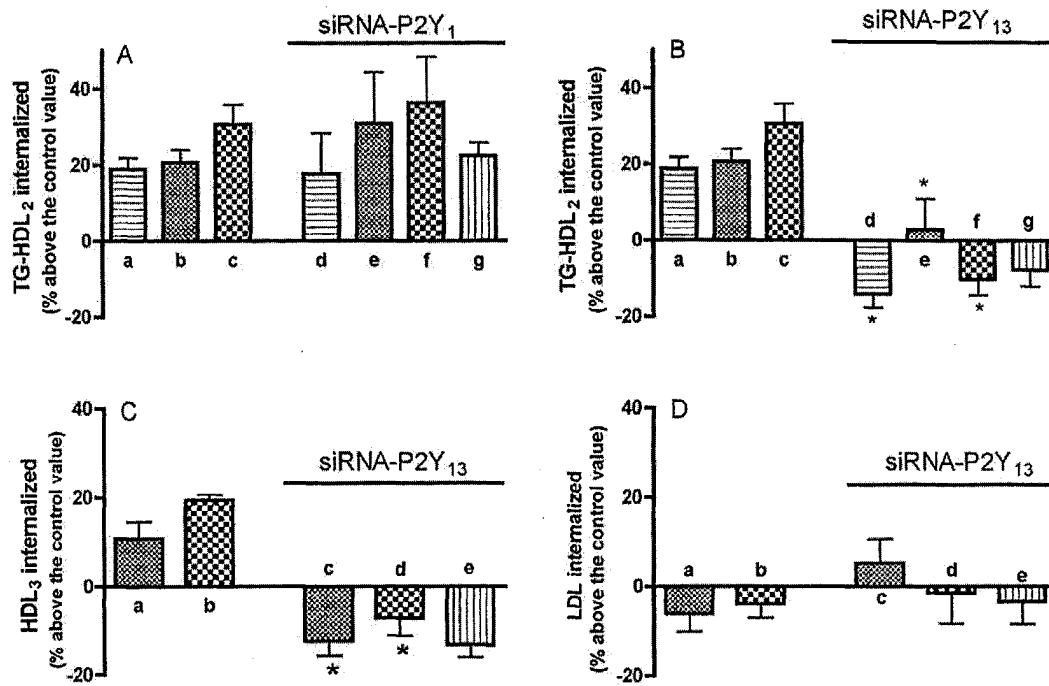 A
siRNA-P2Y1
TG-HDL2 internalized
(% above the control value)
40
20
0
-20
a b c d e f g
B
siRNA-P2Y13
TG-HDL2 internalized
(% above the control value)
40
20
0
-20
*
d f g
a b c e
* *
C
siRNA-P2Y13
HDL3 internalized
(% above the control value)
40
20
0
-20
c d e
a b
* *
D
siRNA-P2Y13
LDL internalized
(% above the control value)
40
20
0
-20
a b d e
c